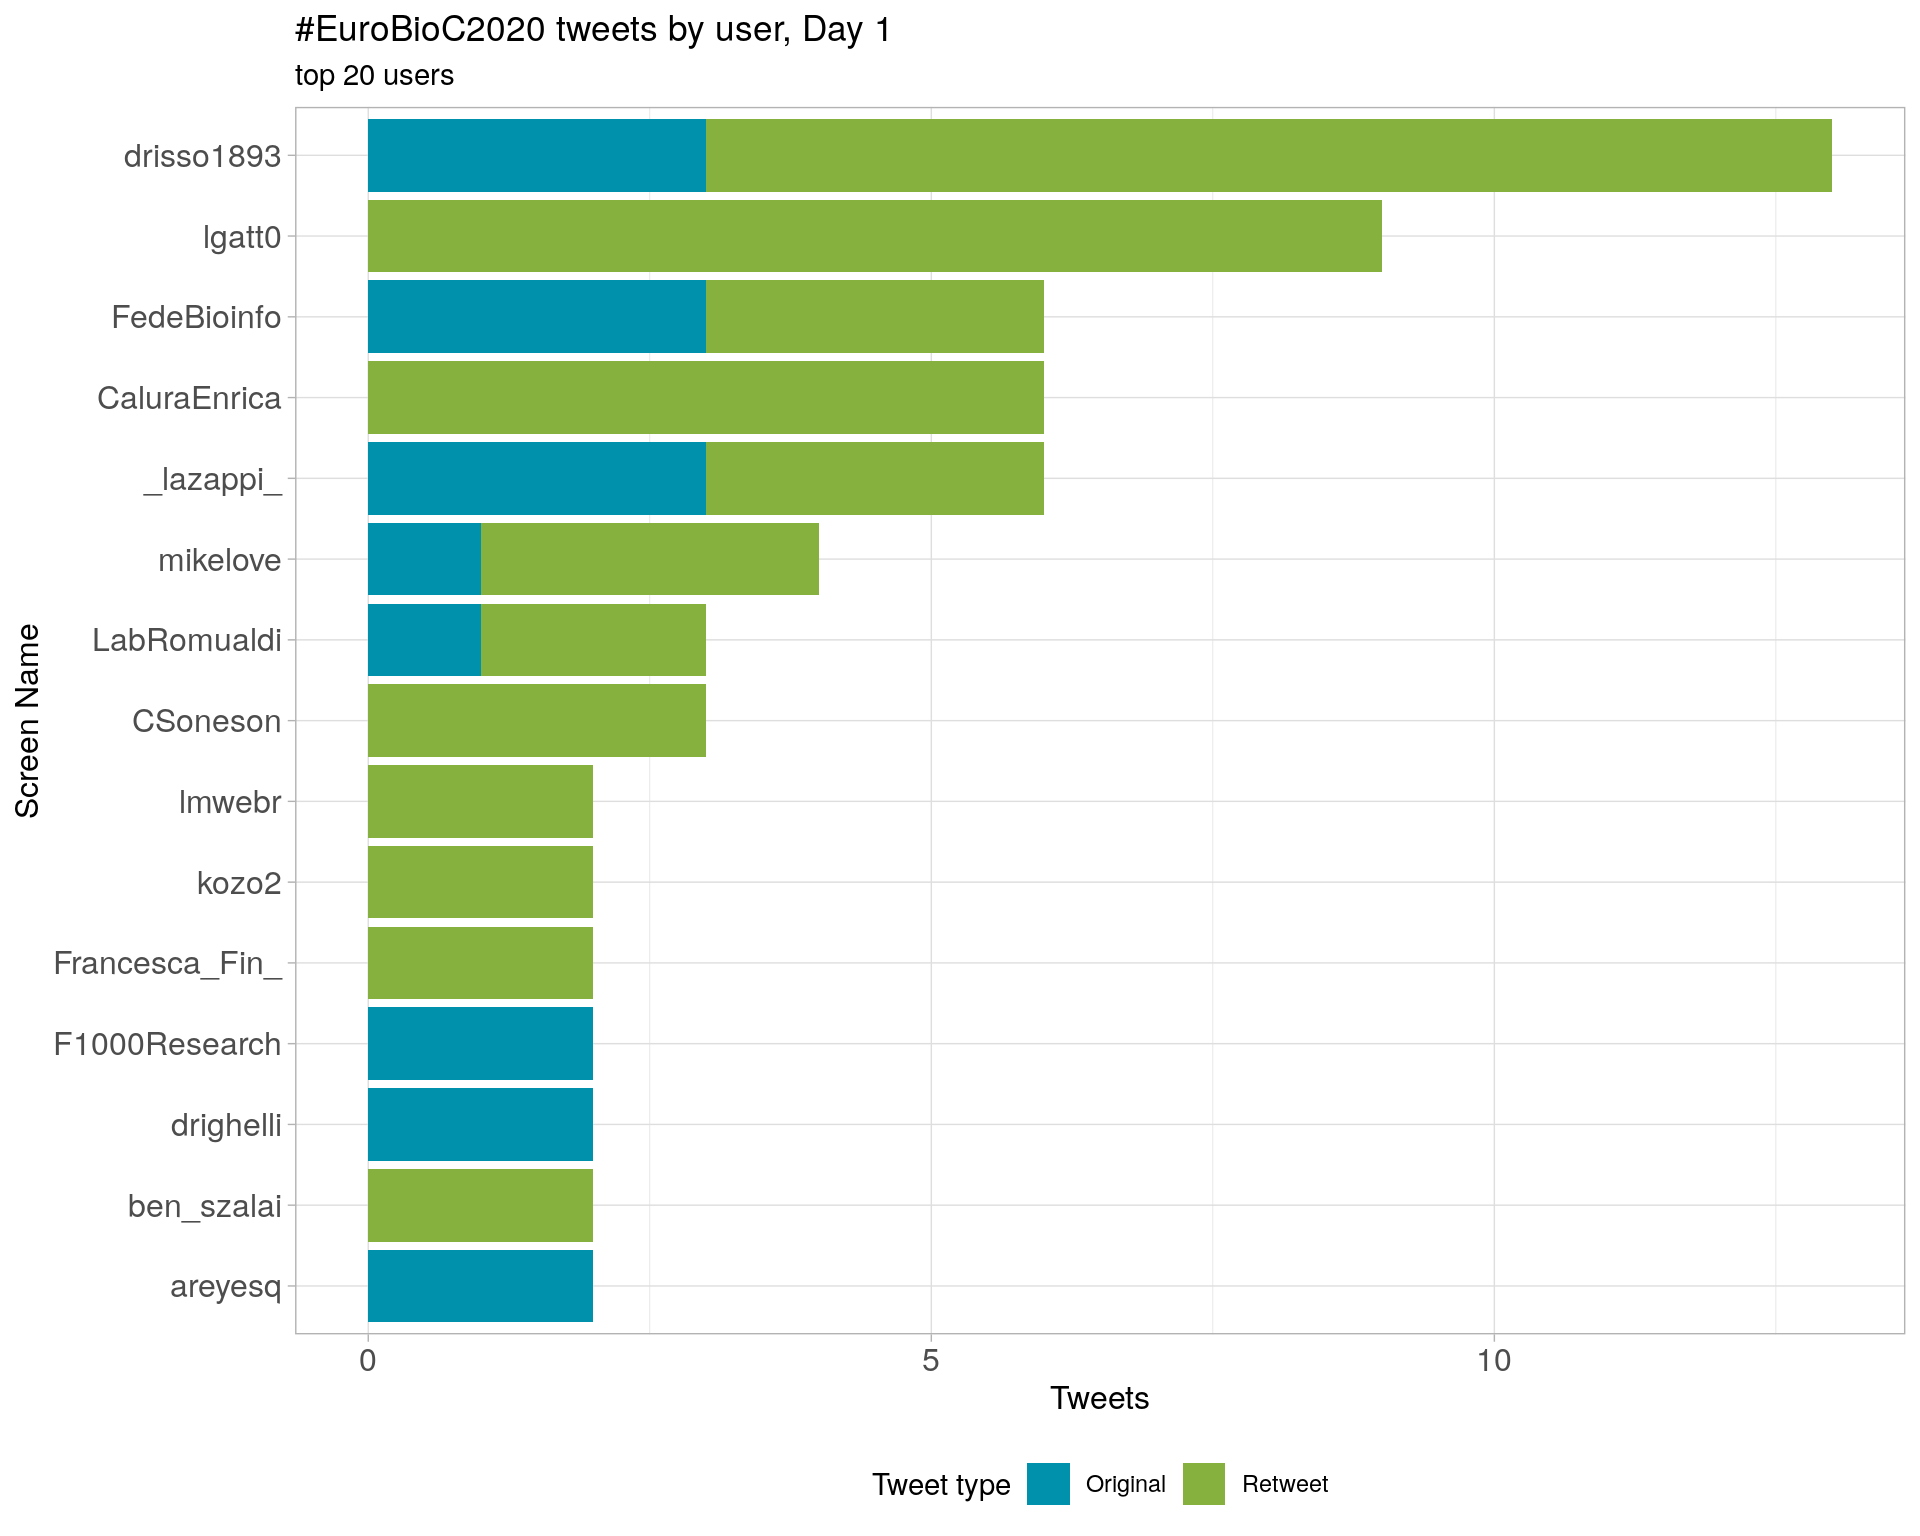 #EuroBioC2020 tweets by user, Day 1
top 20 users
Screen Name
drisso1893
lgatt0
FedeBioinfo
CaluraEnrica
_lazappi_
mikelove
LabRomualdi
CSoneson
lmwebr
kozo2
Francesca_Fin_
F1000Research
drighelli
ben_szalai
areyesq
0 5 10
Tweets
Tweet type Original Retweet